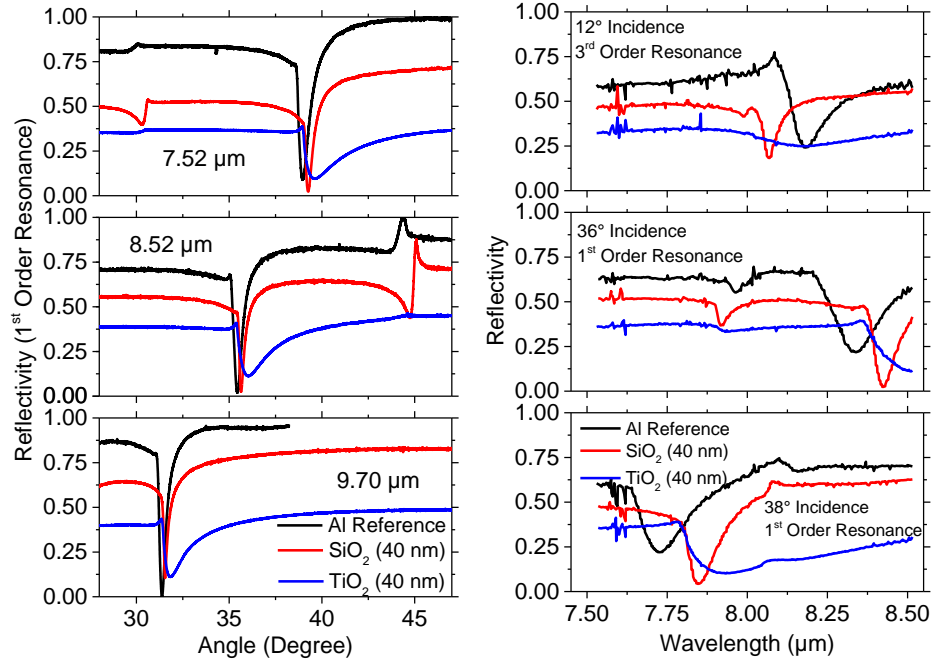 Reflectivity (1st Order Resonance)
1.00
0.75
0.50
0.25
0.00
7.52 µm
1.00
0.75
0.50
0.25
0.00
8.52 µm
1.00
0.75
0.50
0.25
0.00
9.70 µm
Al Reference
SiO2 (40 nm)
TiO2 (40 nm)
30 35 40 45
Angle (Degree)
Reflectivity
1.00
0.75
0.50
0.25
0.00
12° Incidence
3rd Order Resonance
1.00
0.75
0.50
0.25
0.00
36° Incidence
1st Order Resonance
1.00
0.75
0.50
0.25
0.00
Al Reference
SiO2 (40 nm)
TiO2 (40 nm)
38° Incidence
1st Order Resonance
7.50 7.75 8.00 8.25 8.50
Wavelength (µm)